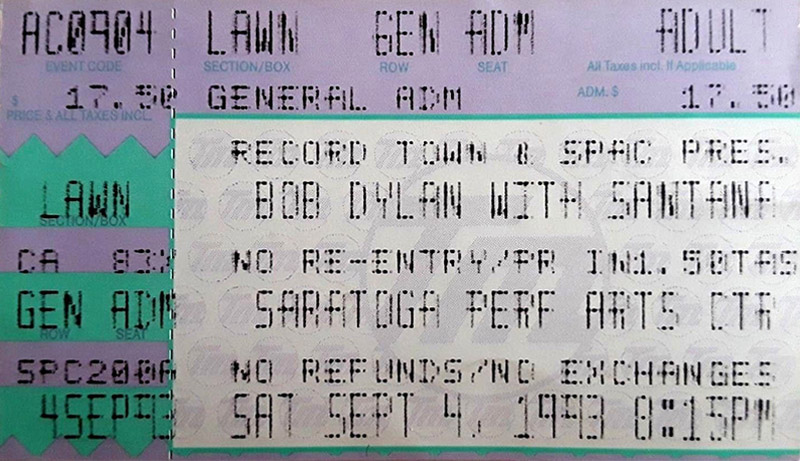 AC0904 LAWN GEN ADM ADULT
EVENT CODE SECTION/BOX ROW SEAT All Taxes incl. If Applicable
$ 17.50 GENERAL ADM ADM. $ 17.50
PRICE & ALL TAXES INCL.
RECORD TOWN & SPAC PRES.
LAWN BOB DYLAN WITH SANTANA
SECTION/BOX
CA 83X NO RE-ENTRY/PR IN1.50TAS
GEN ADM SARATOGA PERF ARTS CTR
ROW SEAT
SPC200A NO REFUNDS/NO EXCHANGES
4SEP93 SAT SEPT 4, 1993 8:15PM